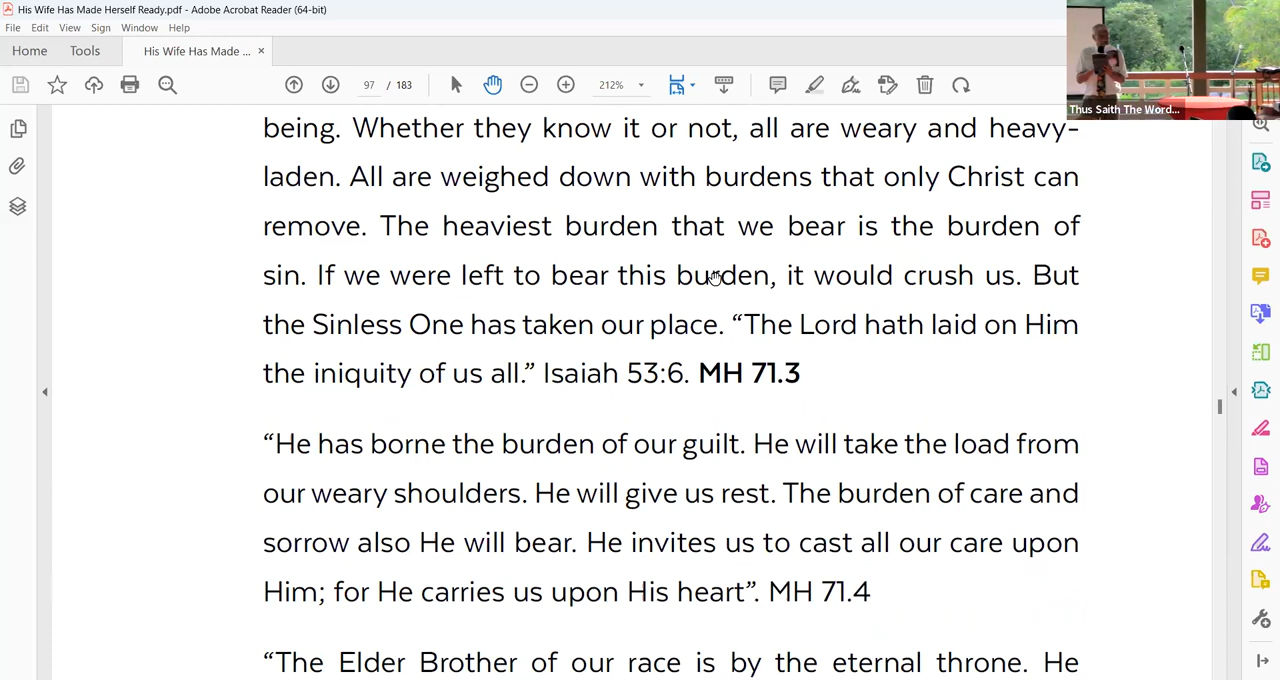 His Wife Has Made Herself Ready.pdf - Adobe Acrobat Reader (64-bit)
File Edit View Sign Window Help
Home Tools His Wife Has Made ... ×
97 / 183 212%
Thus Saith The Word...
being. Whether they know it or not, all are weary and heavy-
laden. All are weighed down with burdens that only Christ can
remove. The heaviest burden that we bear is the burden of
sin. If we were left to bear this burden, it would crush us. But
the Sinless One has taken our place. “The Lord hath laid on Him
the iniquity of us all.” Isaiah 53:6. MH 71.3
“He has borne the burden of our guilt. He will take the load from
our weary shoulders. He will give us rest. The burden of care and
sorrow also He will bear. He invites us to cast all our care upon
Him; for He carries us upon His heart”. MH 71.4
“The Elder Brother of our race is by the eternal throne. He